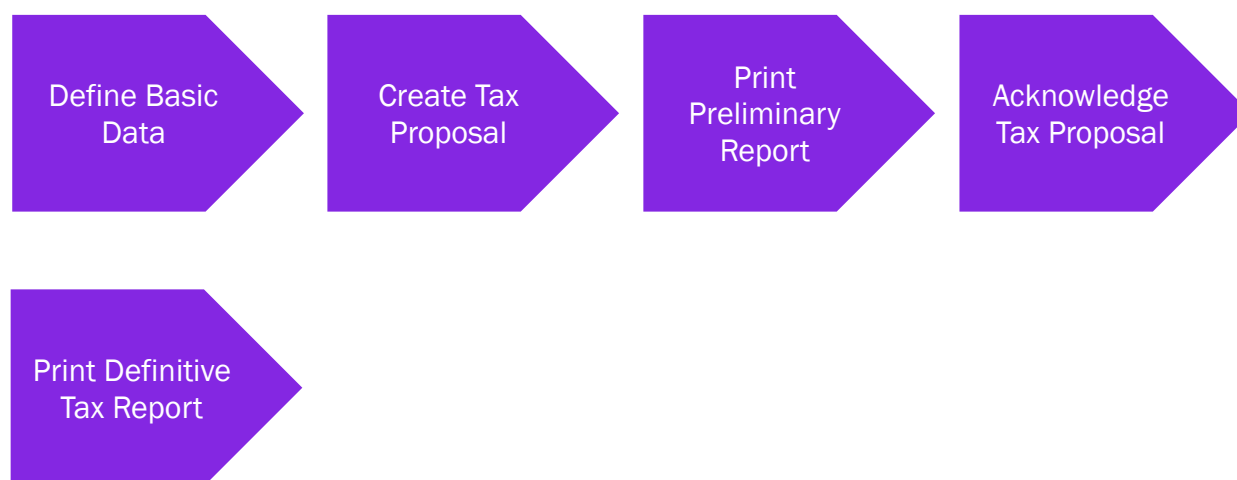 Define Basic
Data
Create Tax
Proposal
Print
Preliminary
Report
Acknowledge
Tax Proposal
Print Definitive
Tax Report